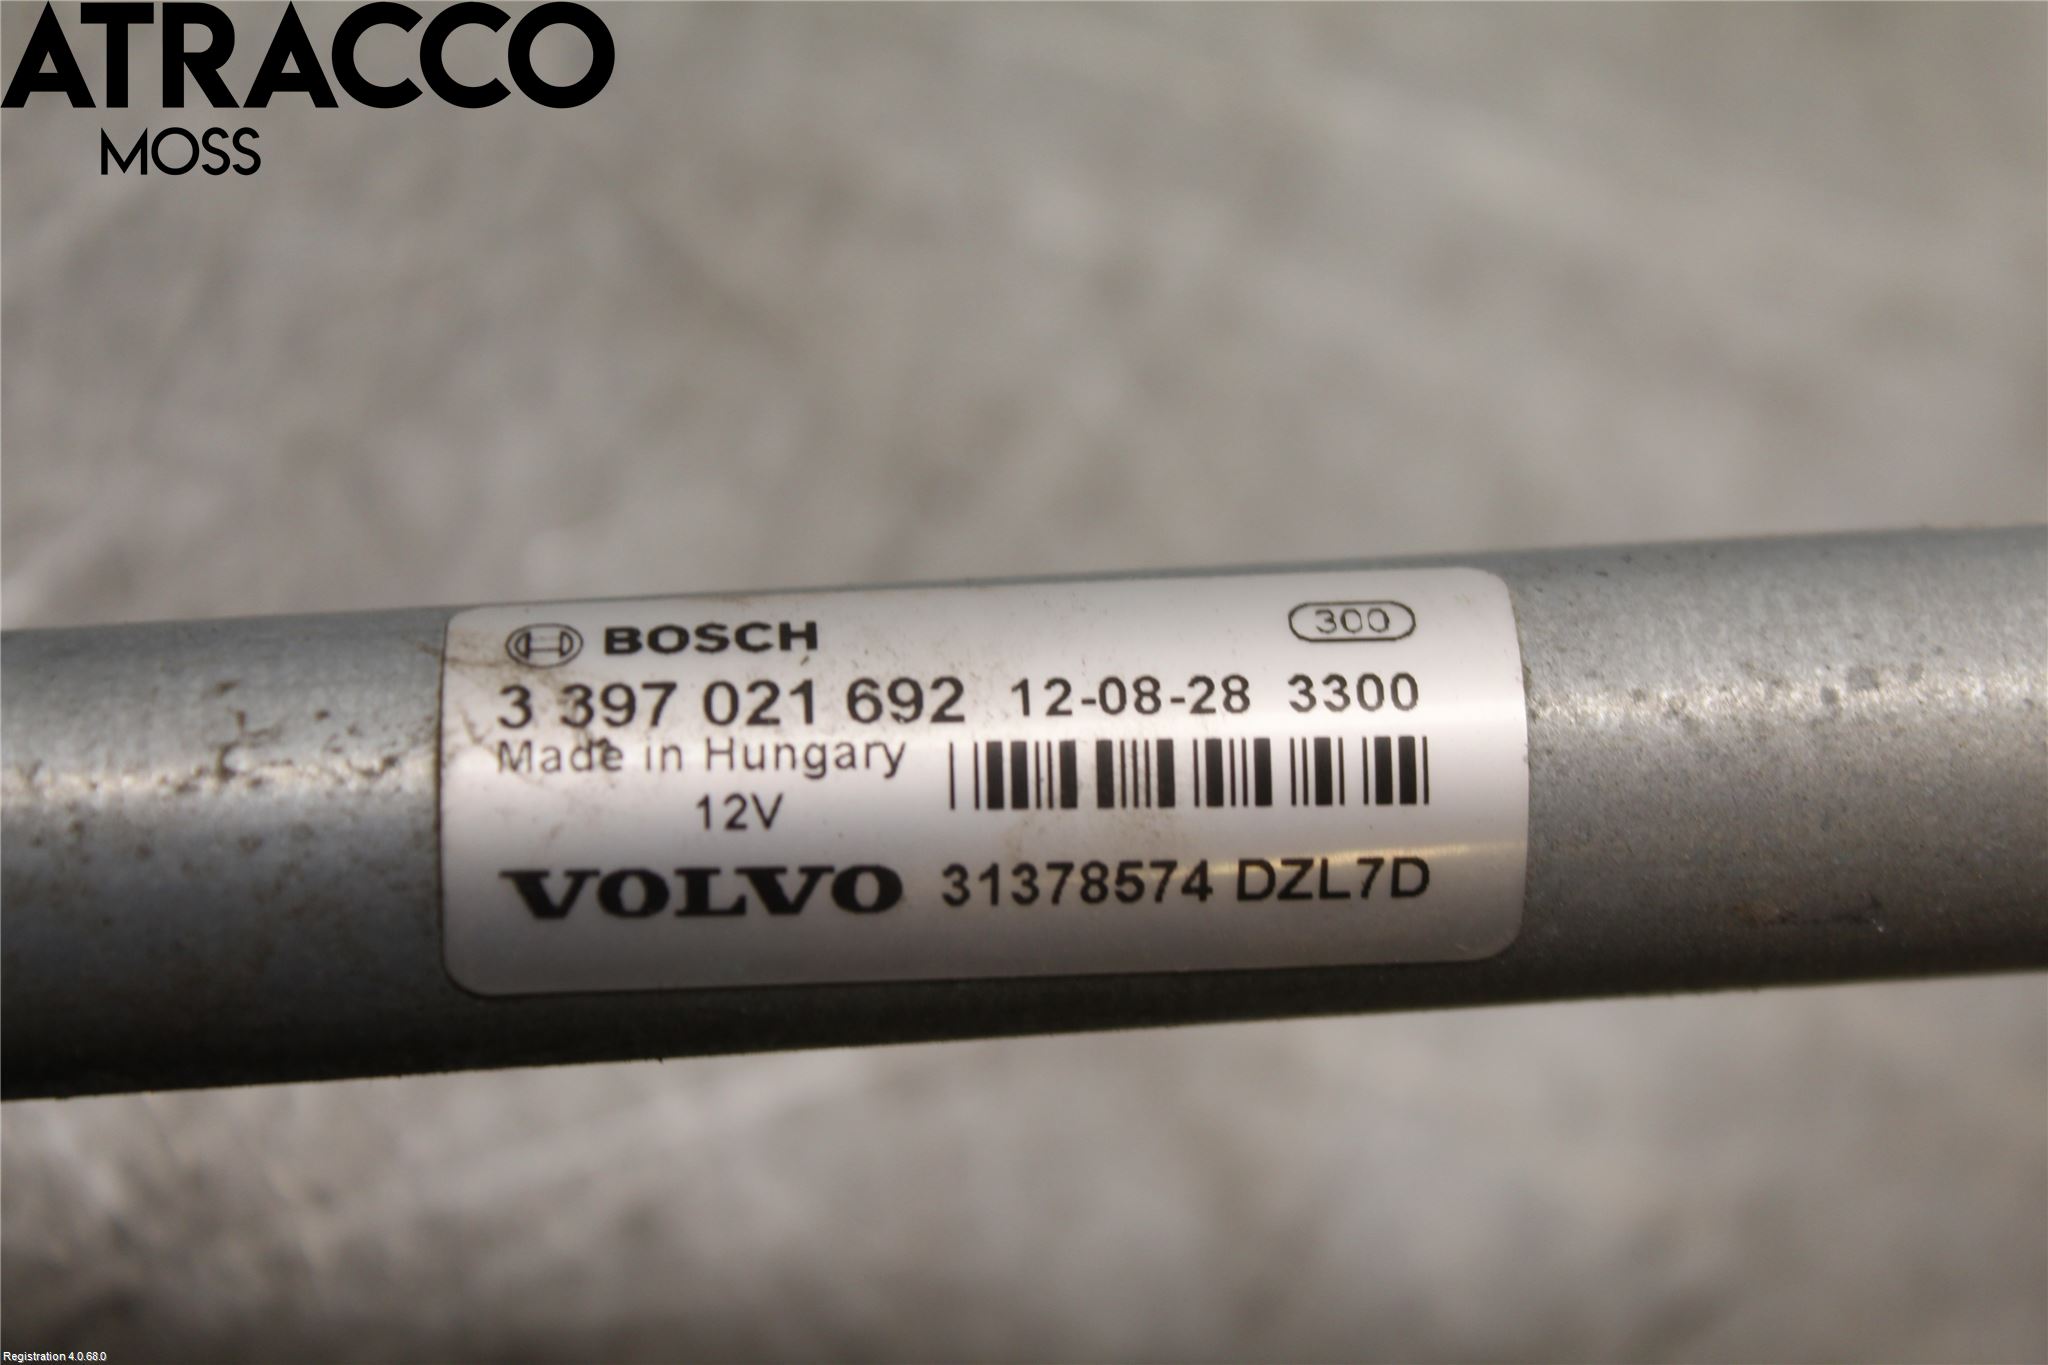 ATRACCO
MOSS
BOSCH 300
3 397 021 692 12-08-28 3300
Made in Hungary
12V
VOLVO 31378574 DZL7D
Registration 4.0.68.0